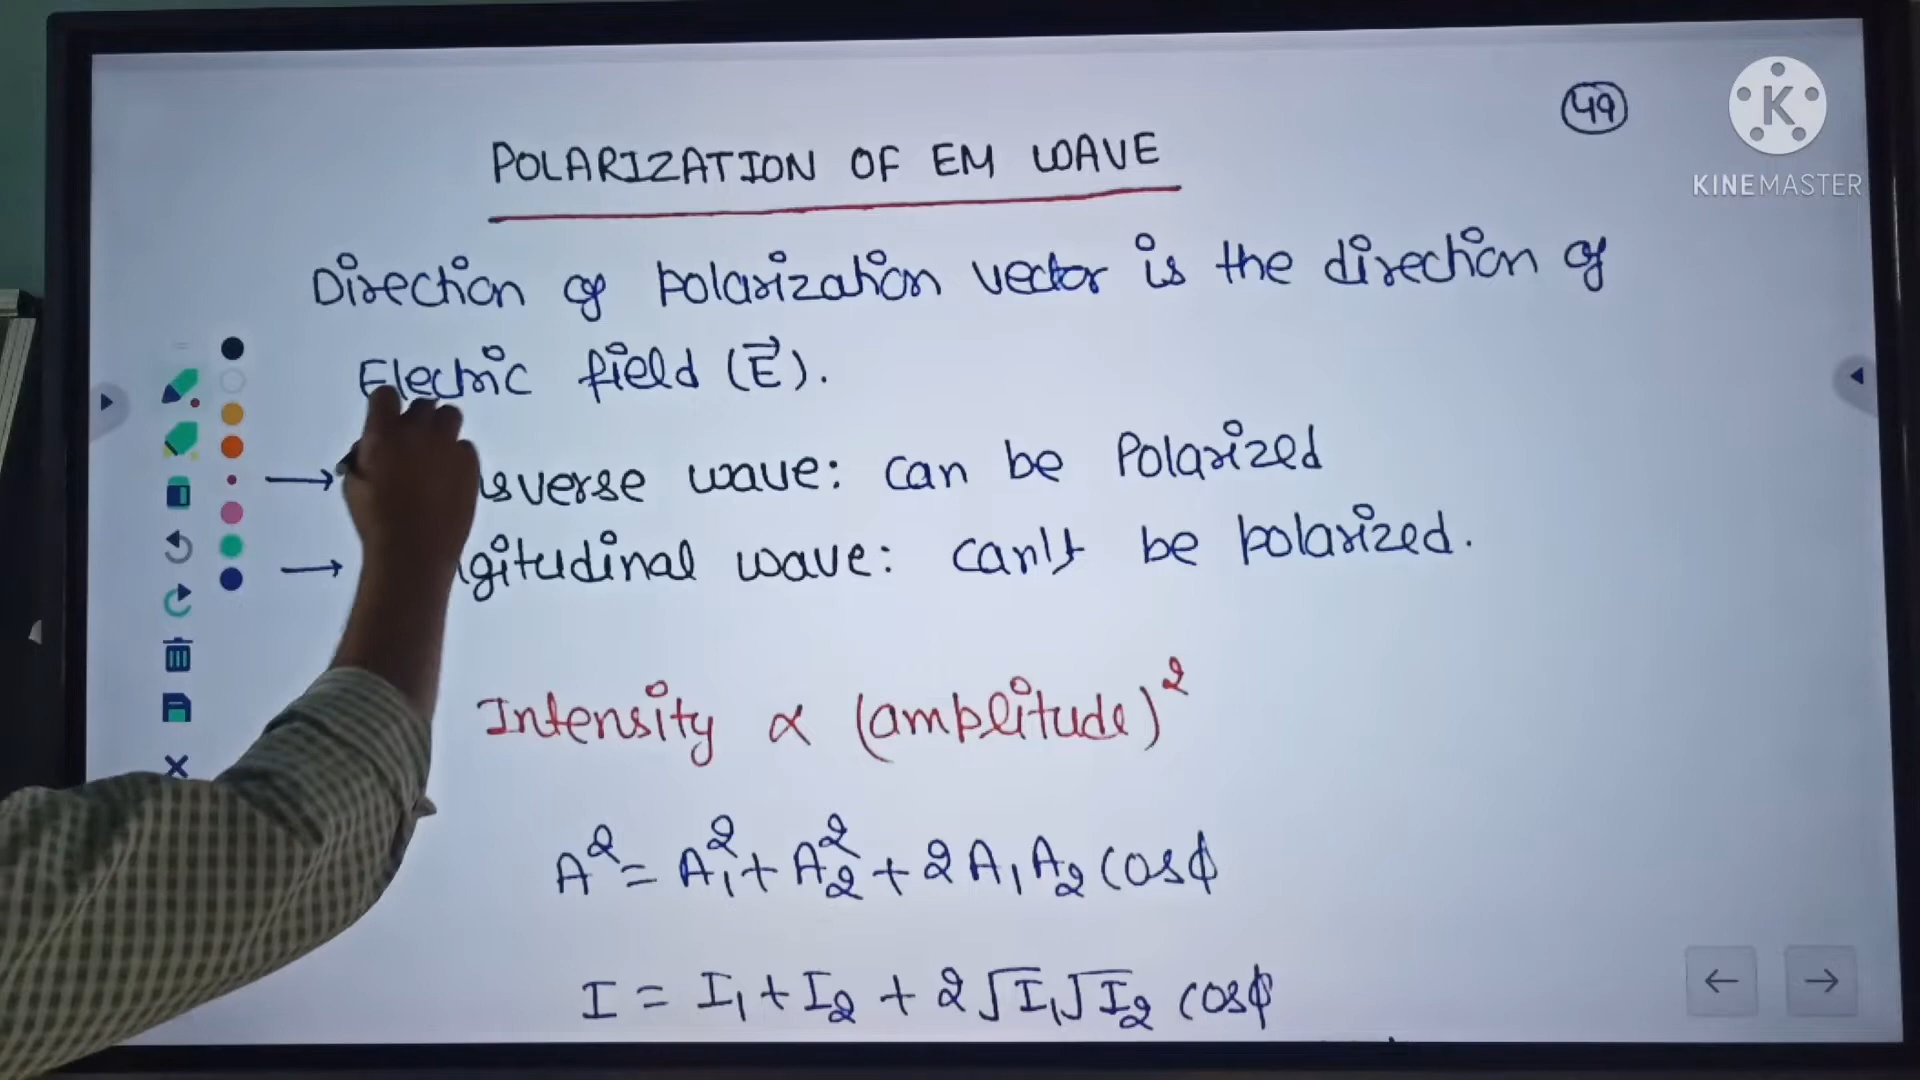 49
KINEMASTER
POLARIZATION OF EM WAVE
Direction of polarization vector is the direction of
Electric field (E⃗).
→ sverse wave: can be Polarized
→ gitudinal wave: can't be polarized.
Intensity ∝ (amplitude)²
A² = A₁² + A₂² + 2A₁A₂ cosϕ
I = I₁ + I₂ + 2√I₁√I₂ cosϕ